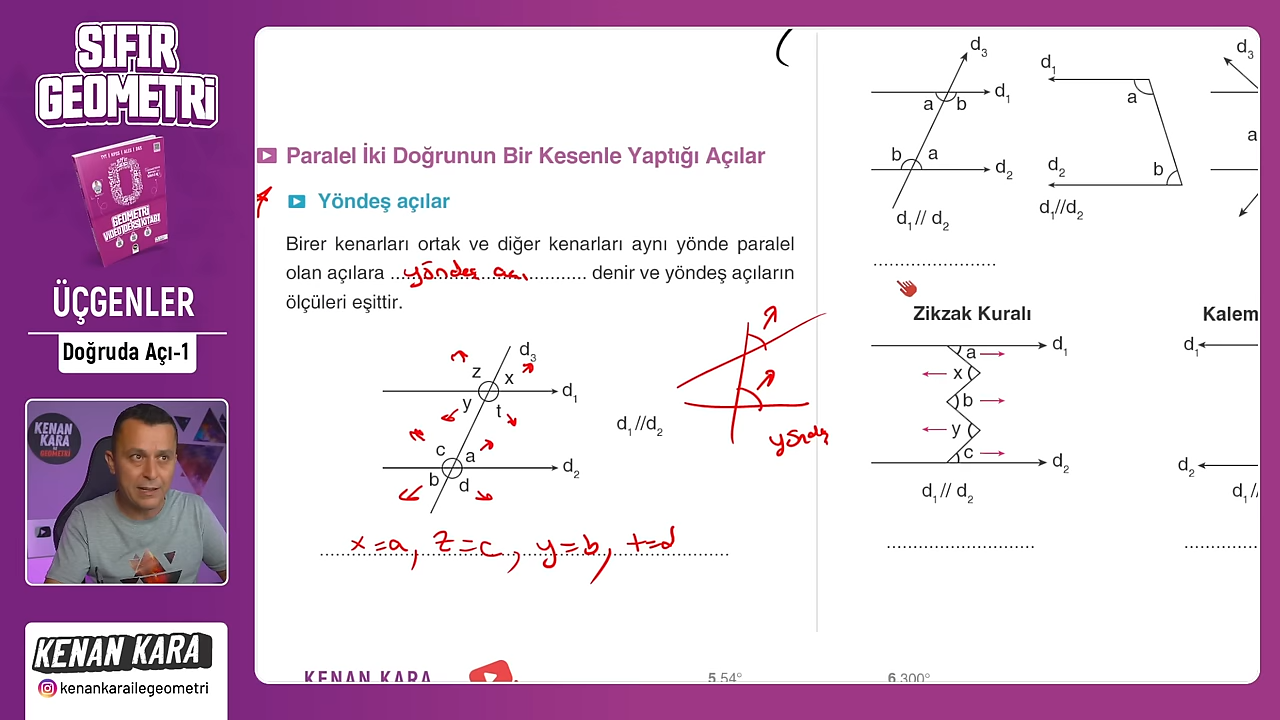 SIFIR
GEOMETRİ
GEOMETRİ
VİDEO DERS KİTABI
ÜÇGENLER
Doğruda Açı-1
KENAN
KARA
GEOMETRİ
KENAN KARA
kenankarailegeometri
Paralel İki Doğrunun Bir Kesenle Yaptığı Açılar
Yöndeş açılar
Birer kenarları ortak ve diğer kenarları aynı yönde paralel
olan açılara ...yöndeş açı............ denir ve yöndeş açıların
ölçüleri eşittir.
d3
z x
d1
y t
c a
d2
b d
d1//d2
yöndeş
x=a, z=c, y=b, t=d
KENAN KARA
5.54°
6.300°
d3
d1
a b
b a
d2
d1// d2
d1
a
d2
b
d1//d2
d3
a
Zikzak Kuralı
a
d1
x
b
y
c
d2
d1// d2
Kalem
d1
d2
d1/